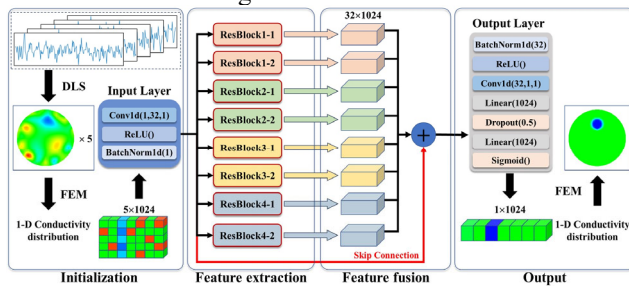 DLS
× 5
FEM
1-D Conductivity
distribution
Input Layer
Conv1d(1,32,1)
ReLU()
BatchNorm1d(1)
5×1024
Initialization
ResBlock1-1
ResBlock1-2
ResBlock2-1
ResBlock2-2
ResBlock3-1
ResBlock3-2
ResBlock4-1
ResBlock4-2
Feature extraction
32×1024
+
Skip Connection
Feature fusion
Output Layer
BatchNorm1d(32)
ReLU()
Conv1d(32,1,1)
Linear(1024)
Dropout(0.5)
Linear(1024)
Sigmoid()
1×1024
FEM
1-D Conductivity
distribution
Output